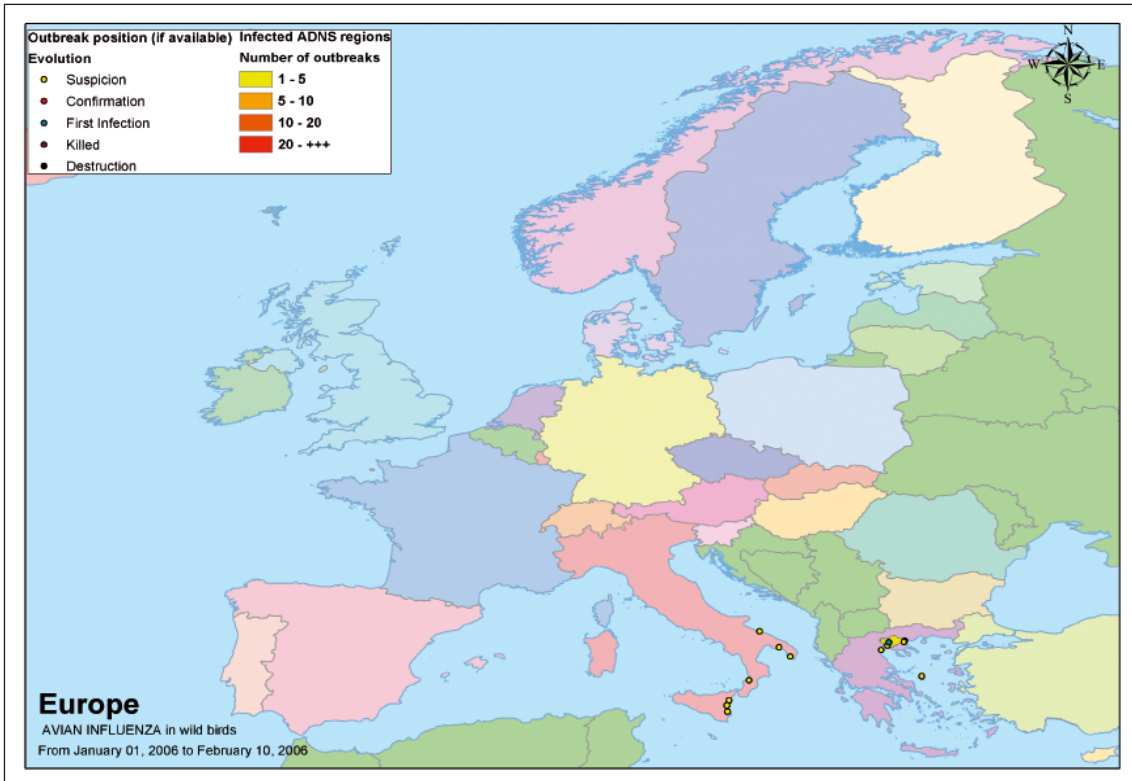 Outbreak position (if available) Infected ADNS regions
Evolution Number of outbreaks
Suspicion 1 - 5
Confirmation 5 - 10
First Infection 10 - 20
Killed 20 - +++
Destruction
N
W E
S
Europe
AVIAN INFLUENZA in wild birds
From January 01, 2006 to February 10, 2006